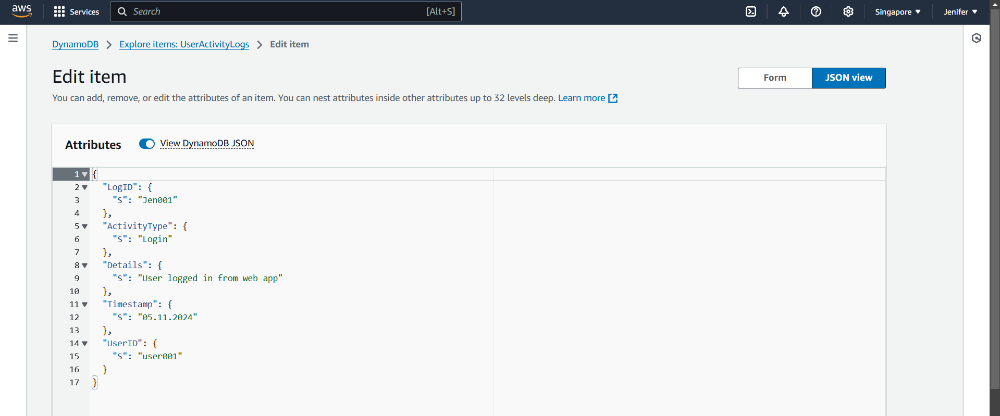 aws Services Search [Alt+S] Singapore Jenifer
DynamoDB Explore items: UserActivityLogs Edit item
Edit item
Form JSON view
You can add, remove, or edit the attributes of an item. You can nest attributes inside other attributes up to 32 levels deep. Learn more
Attributes View DynamoDB JSON
1 {
2 "LogID": {
3 "S": "Jen001"
4 },
5 "ActivityType": {
6 "S": "Login"
7 },
8 "Details": {
9 "S": "User logged in from web app"
10 },
11 "Timestamp": {
12 "S": "05.11.2024"
13 },
14 "UserID": {
15 "S": "user001"
16 }
17 }